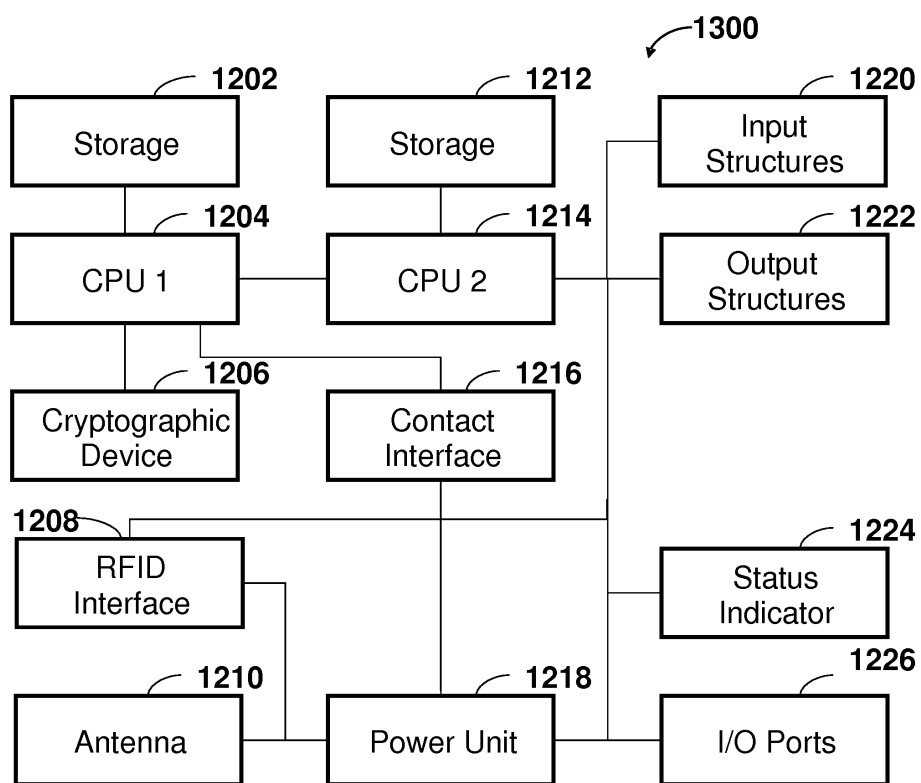 1300
1202
Storage
1212
Storage
1220
Input
Structures
1204
CPU 1
1214
CPU 2
1222
Output
Structures
1206
Cryptographic
Device
1216
Contact
Interface
1208
RFID
Interface
1224
Status
Indicator
1210
Antenna
1218
Power Unit
1226
I/O Ports